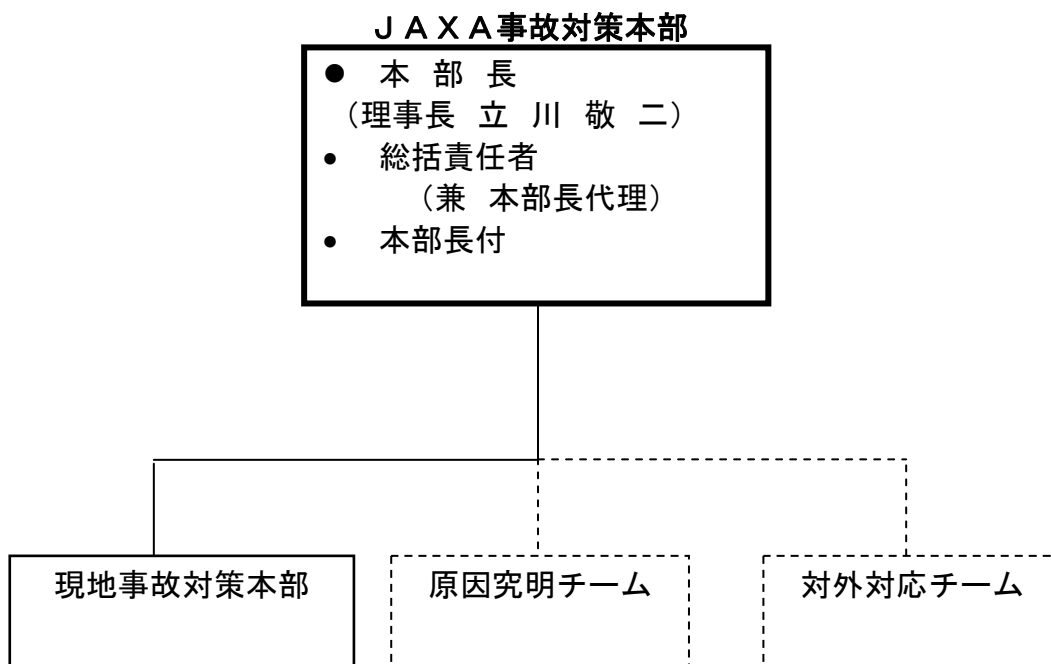 ＪＡＸＡ事故対策本部
● 本 部 長
（理事長 立 川 敬 二）
• 総括責任者
（兼 本部長代理）
• 本部長付
現地事故対策本部
原因究明チーム
対外対応チーム